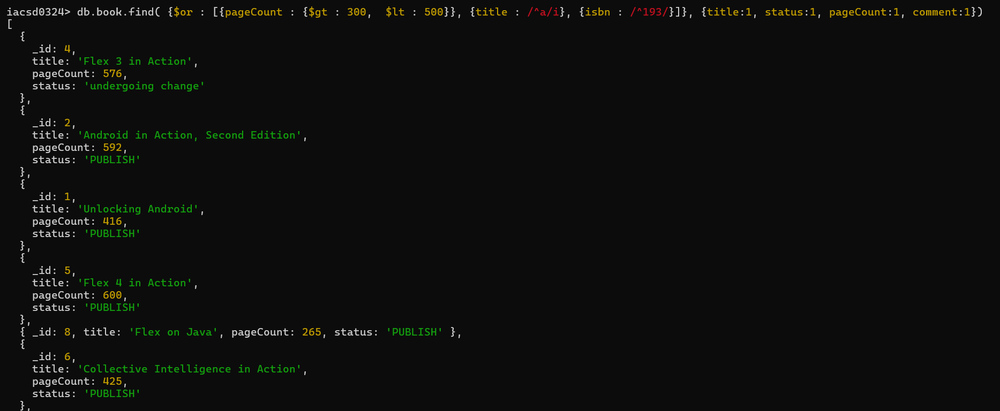 iacsd0324> db.book.find( {$or : [{pageCount : {$gt : 300,  $lt : 500}}, {title : /^a/i}, {isbn : /^193/}]}, {title:1, status:1, pageCount:1, comment:1})
[
  {
    _id: 4,
    title: 'Flex 3 in Action',
    pageCount: 576,
    status: 'undergoing change'
  },
  {
    _id: 2,
    title: 'Android in Action, Second Edition',
    pageCount: 592,
    status: 'PUBLISH'
  },
  {
    _id: 1,
    title: 'Unlocking Android',
    pageCount: 416,
    status: 'PUBLISH'
  },
  {
    _id: 5,
    title: 'Flex 4 in Action',
    pageCount: 600,
    status: 'PUBLISH'
  },
  { _id: 8, title: 'Flex on Java', pageCount: 265, status: 'PUBLISH' },
  {
    _id: 6,
    title: 'Collective Intelligence in Action',
    pageCount: 425,
    status: 'PUBLISH'
  },